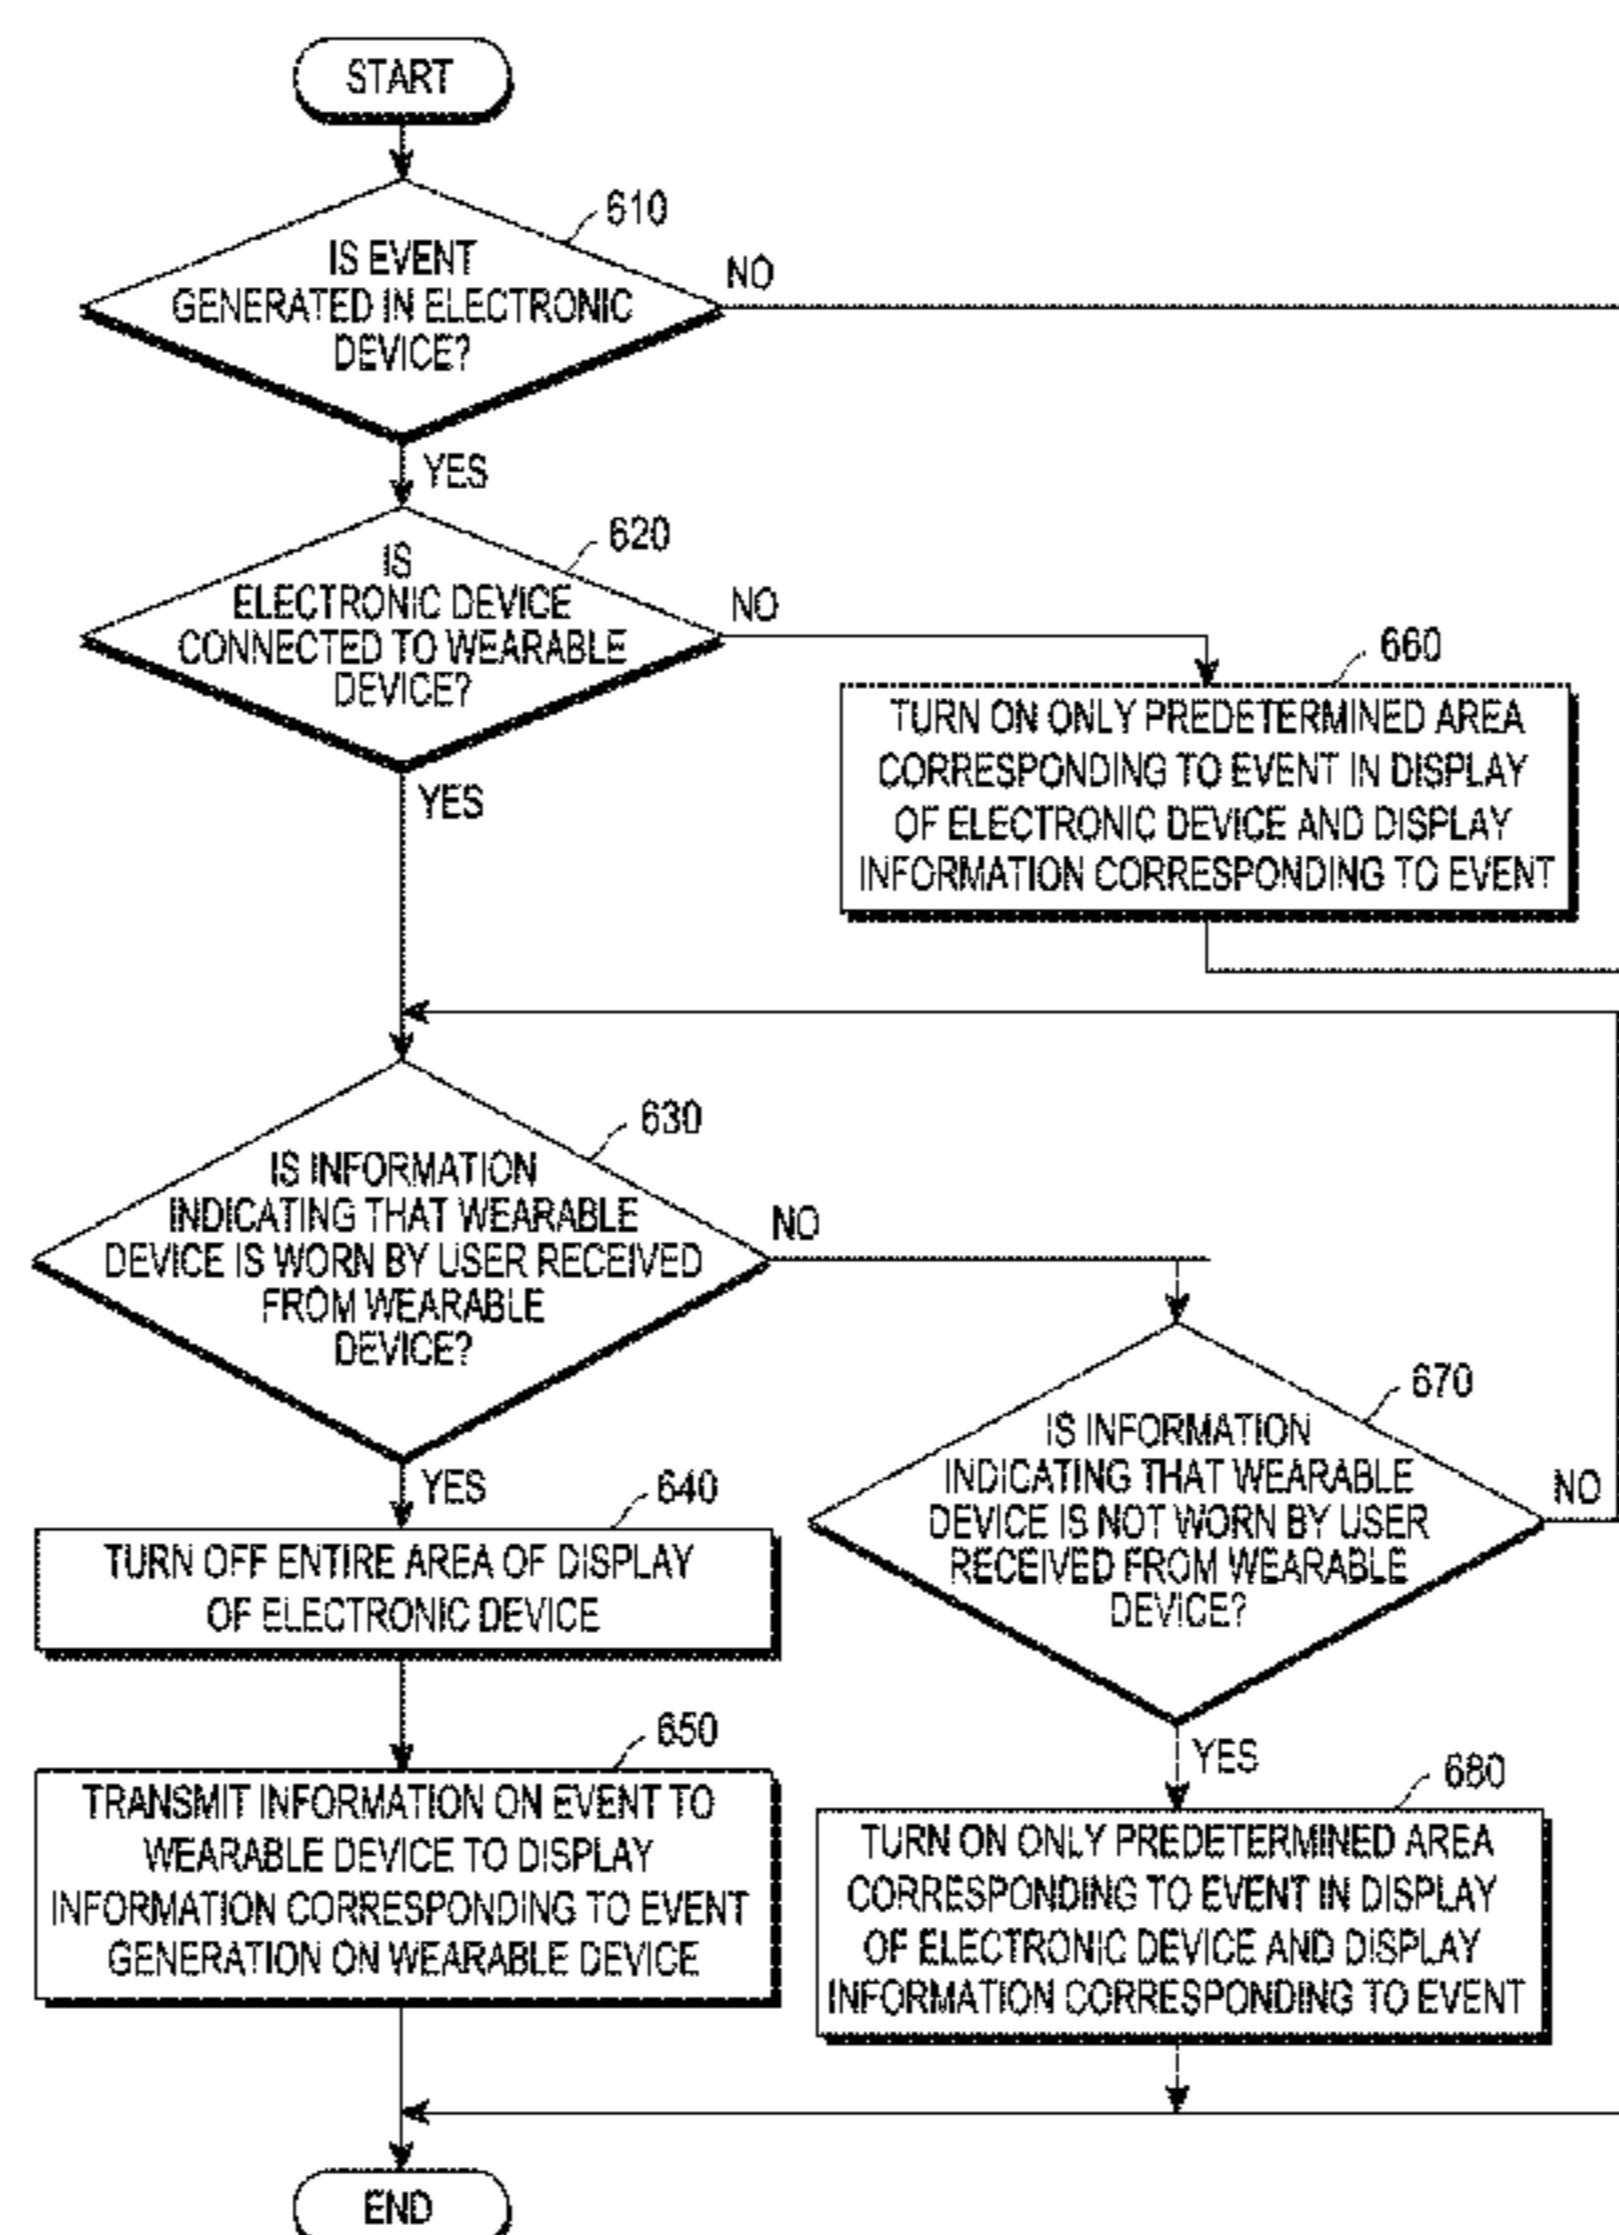 START
610
IS EVENT
GENERATED IN ELECTRONIC
DEVICE?
NO
YES
620
IS
ELECTRONIC DEVICE
CONNECTED TO WEARABLE
DEVICE?
NO
YES
660
TURN ON ONLY PREDETERMINED AREA
CORRESPONDING TO EVENT IN DISPLAY
OF ELECTRONIC DEVICE AND DISPLAY
INFORMATION CORRESPONDING TO EVENT
630
IS INFORMATION
INDICATING THAT WEARABLE
DEVICE IS WORN BY USER RECEIVED
FROM WEARABLE
DEVICE?
NO
YES
670
IS INFORMATION
INDICATING THAT WEARABLE
DEVICE IS NOT WORN BY USER
RECEIVED FROM WEARABLE
DEVICE?
NO
YES
640
TURN OFF ENTIRE AREA OF DISPLAY
OF ELECTRONIC DEVICE
650
TRANSMIT INFORMATION ON EVENT TO
WEARABLE DEVICE TO DISPLAY
INFORMATION CORRESPONDING TO EVENT
GENERATION ON WEARABLE DEVICE
680
TURN ON ONLY PREDETERMINED AREA
CORRESPONDING TO EVENT IN DISPLAY
OF ELECTRONIC DEVICE AND DISPLAY
INFORMATION CORRESPONDING TO EVENT
END